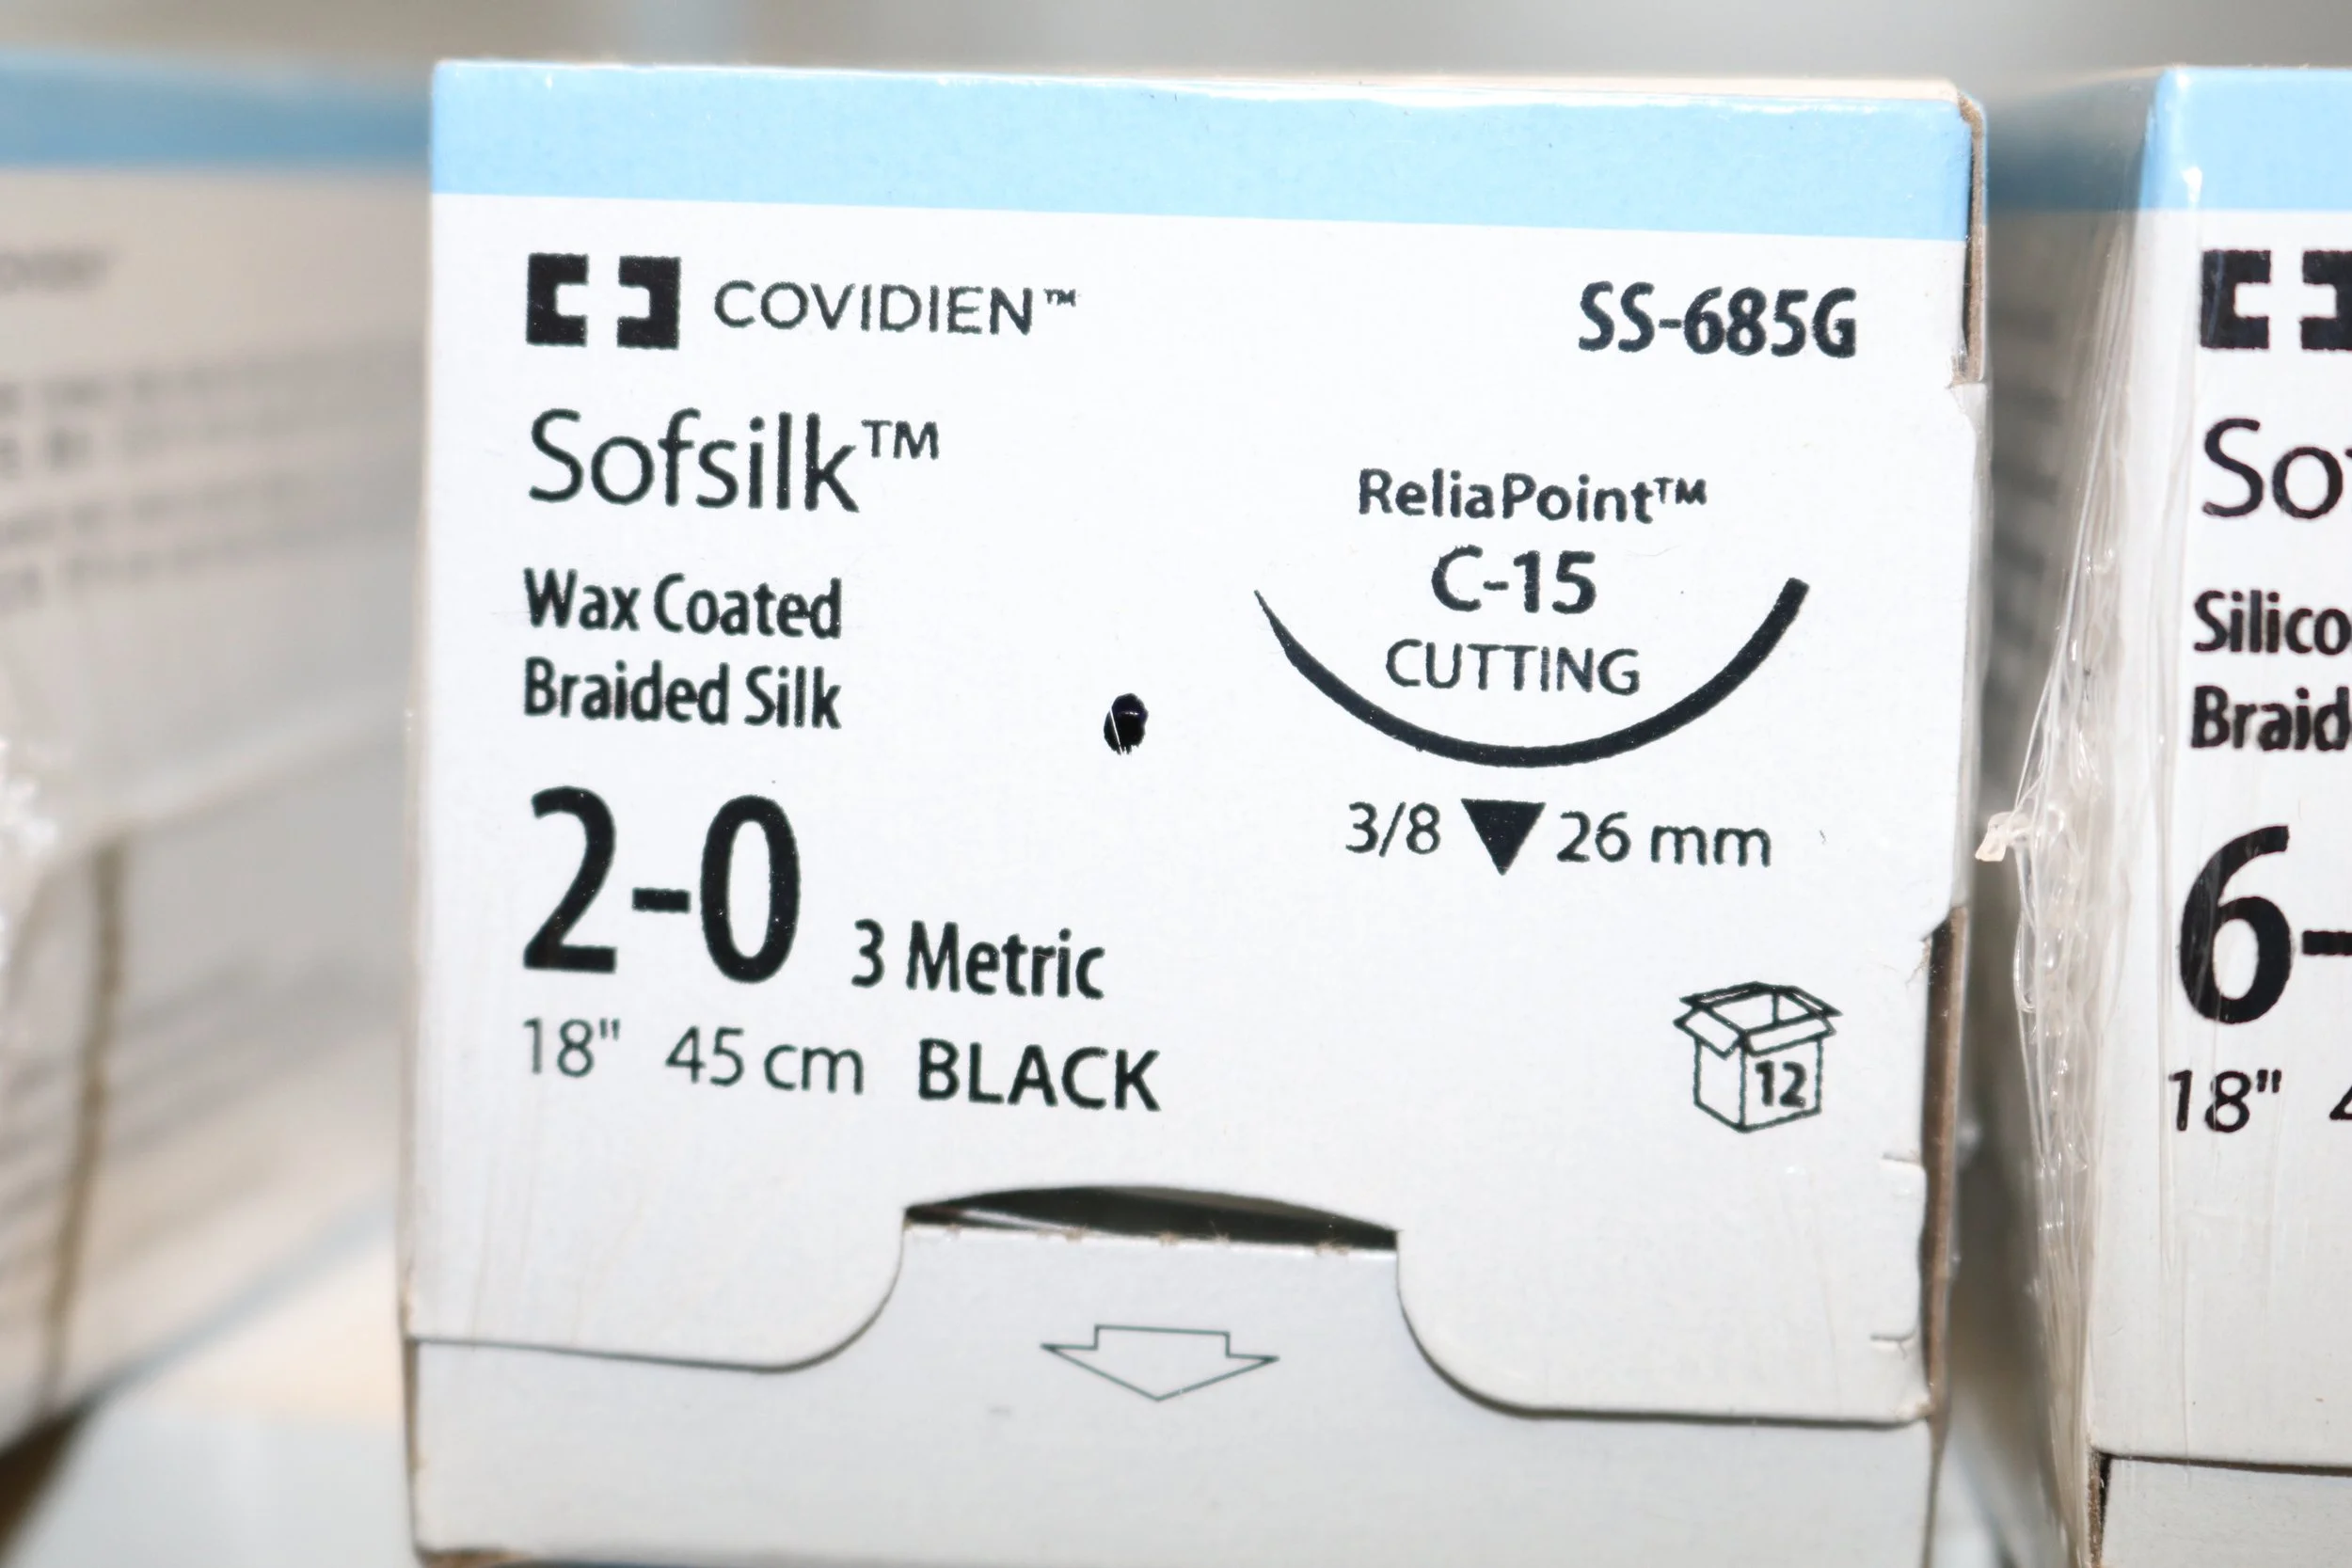 COVIDIEN™
SS-685G
Sofsilk™
Wax Coated
Braided Silk
ReliaPoint™
C-15
CUTTING
3/8 26 mm
2-0 3 Metric
18" 45 cm BLACK
12
So
Silico
Braid
6-
18"